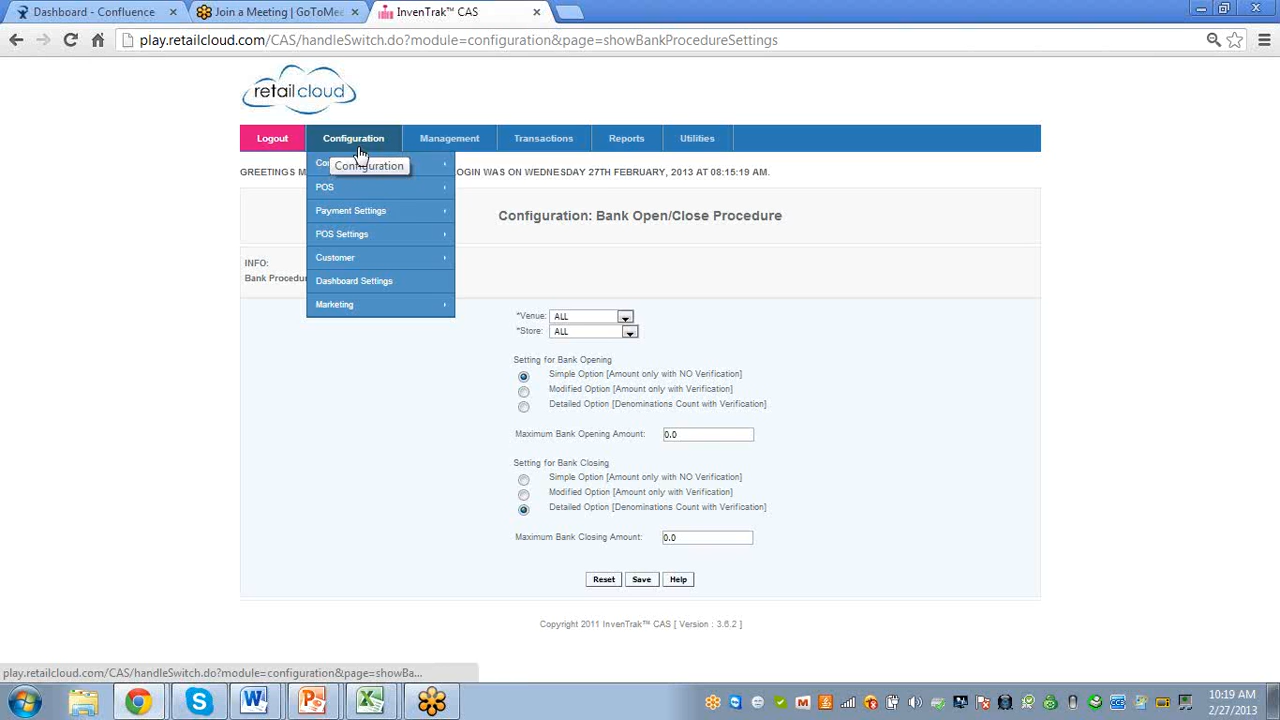 Dashboard - Confluence
Join a Meeting | GoToMee
InvenTrak™ CAS
play.retailcloud.com/CAS/handleSwitch.do?module=configuration&page=showBankProcedureSettings
retailcloud
Logout
Configuration
Management
Transactions
Reports
Utilities
Configuration
GREETINGS M
OGIN WAS ON WEDNESDAY 27TH FEBRUARY, 2013 AT 08:15:19 AM.
POS
Payment Settings
POS Settings
Customer
Dashboard Settings
Marketing
Configuration: Bank Open/Close Procedure
INFO:
Bank Procedu
*Venue: ALL
*Store: ALL
Setting for Bank Opening
Simple Option [Amount only with NO Verification]
Modified Option [Amount only with Verification]
Detailed Option [Denominations Count with Verification]
Maximum Bank Opening Amount: 0.0
Setting for Bank Closing
Simple Option [Amount only with NO Verification]
Modified Option [Amount only with Verification]
Detailed Option [Denominations Count with Verification]
Maximum Bank Closing Amount: 0.0
Reset Save Help
Copyright 2011 InvenTrak™ CAS [ Version : 3.6.2 ]
play.retailcloud.com/CAS/handleSwitch.do?module=configuration&page=showBa...
10:19 AM
2/27/2013